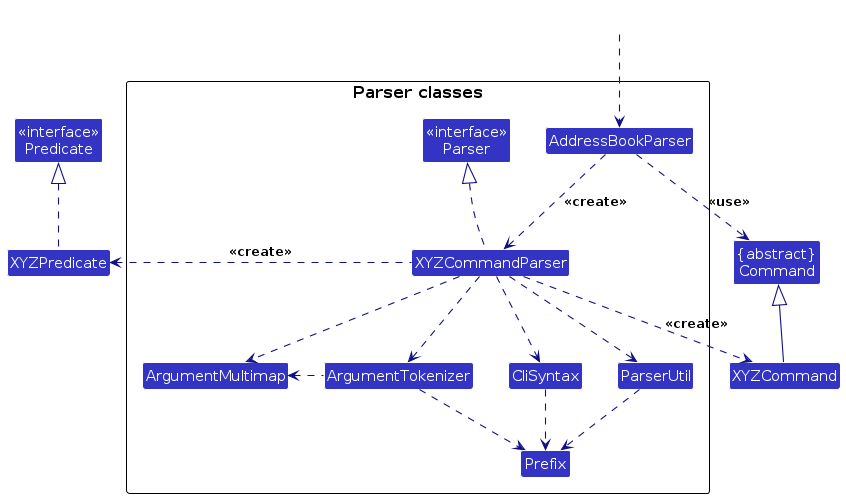 Parser classes
«interface»
Predicate
«interface»
Parser
AddressBookParser
«create»
«use»
«create»
XYZPredicate
XYZCommandParser
{abstract}
Command
«create»
ArgumentMultimap
ArgumentTokenizer
CliSyntax
ParserUtil
XYZCommand
Prefix